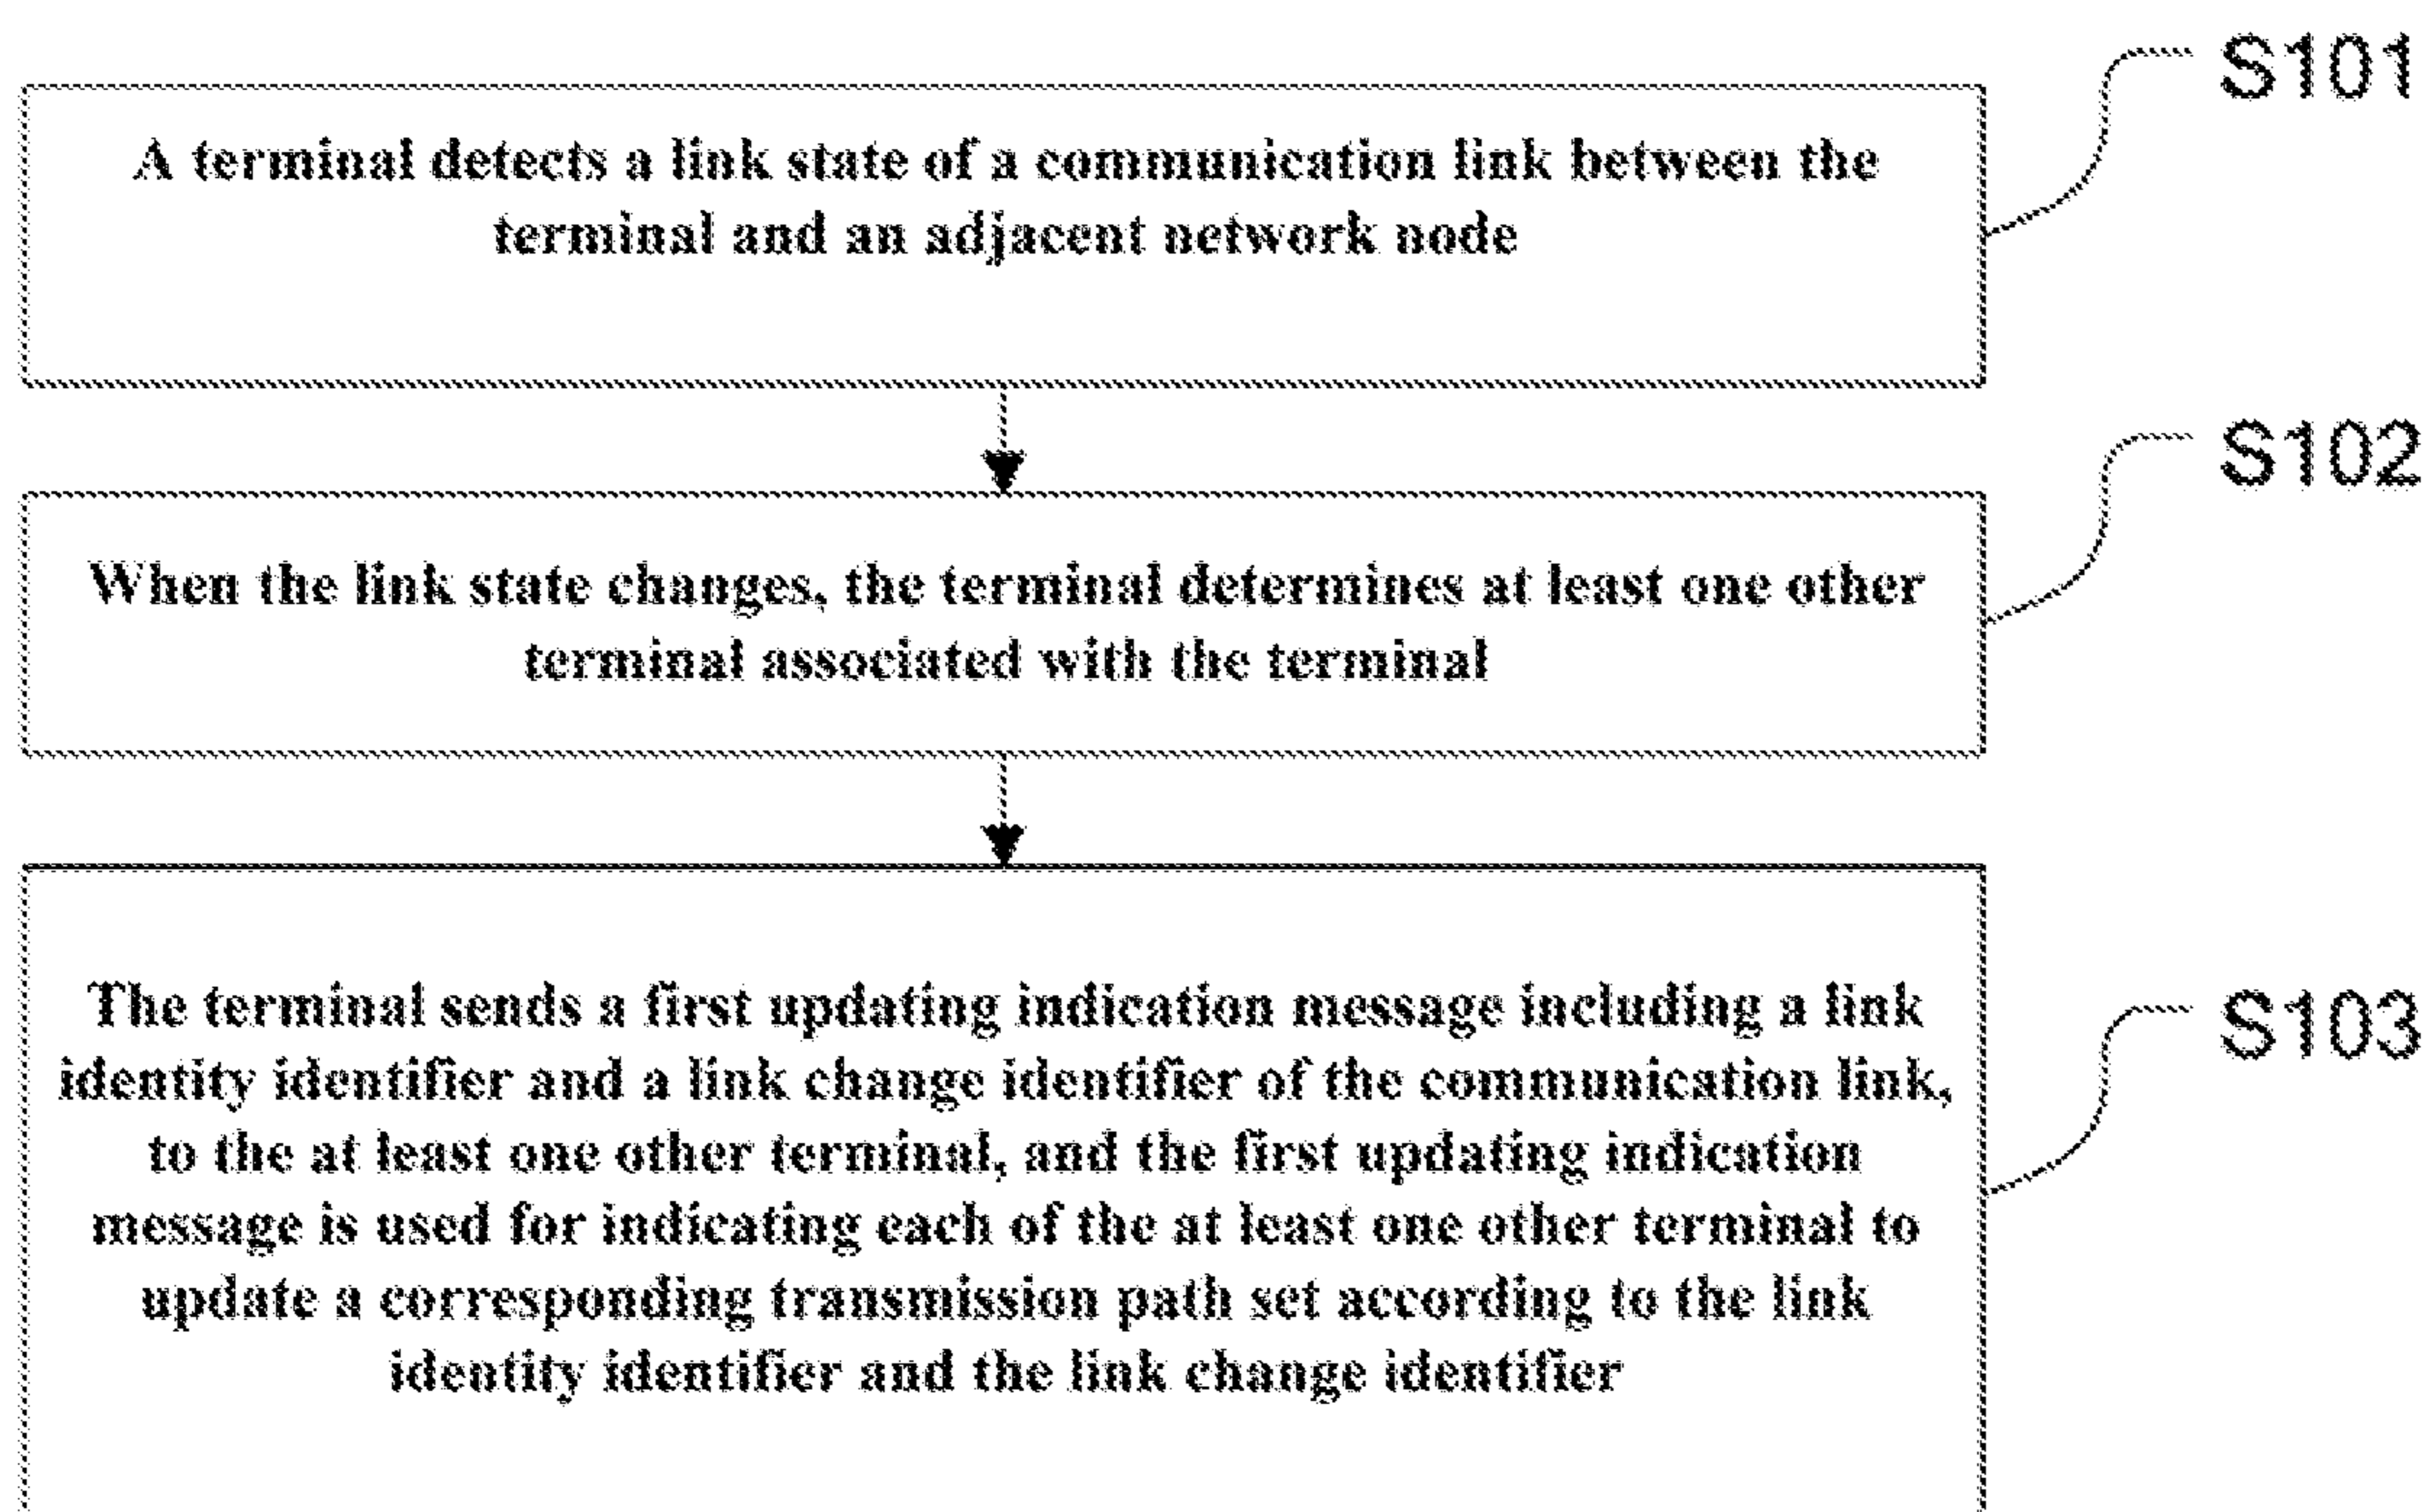 S101
A terminal detects a link state of a communication link between the
terminal and an adjacent network node
S102
When the link state changes, the terminal determines at least one other
terminal associated with the terminal
S103
The terminal sends a first updating indication message including a link
identity identifier and a link change identifier of the communication link,
to the at least one other terminal, and the first updating indication
message is used for indicating each of the at least one other terminal to
update a corresponding transmission path set according to the link
identity identifier and the link change identifier